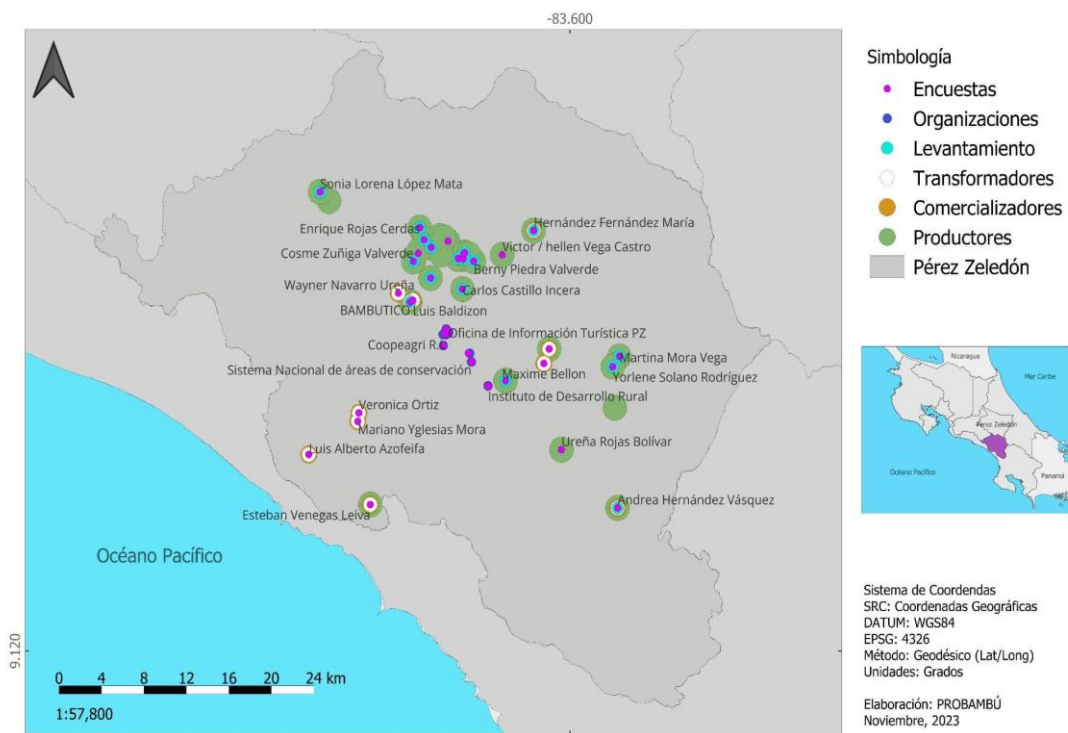 -83.600
Sonia Lorena López Mata
Enrique Rojas Cerdas
Hernández Fernández María
Cosme Zuñiga Valverde
Victor / hellen Vega Castro
Berny Piedra Valverde
Wayner Navarro Ureña
Carlos Castillo Incera
BAMBUTICO Luis Baldizon
Oficina de Información Turística PZ
Coopeagri R.L
Martina Mora Vega
Sistema Nacional de áreas de conservación
Maxime Bellon
Yorlene Solano Rodríguez
Instituto de Desarrollo Rural
Veronica Ortiz
Mariano Yglesias Mora
Luis Alberto Azofeifa
Ureña Rojas Bolívar
Andrea Hernández Vásquez
Esteban Venegas Leiva
Océano Pacífico
9.120
0 4 8 12 16 20 24 km
1:57,800
Simbología
Encuestas
Organizaciones
Levantamiento
Transformadores
Comercializadores
Productores
Pérez Zeledón
Nicaragua
Mar Caribe
Pérez Zeledón
Océano Pacífico
Panamá
Sistema de Coordendas
SRC: Coordenadas Geográficas
DATUM: WGS84
EPSG: 4326
Método: Geodésico (Lat/Long)
Unidades: Grados
Elaboración: PROBAMBÚ
Noviembre, 2023